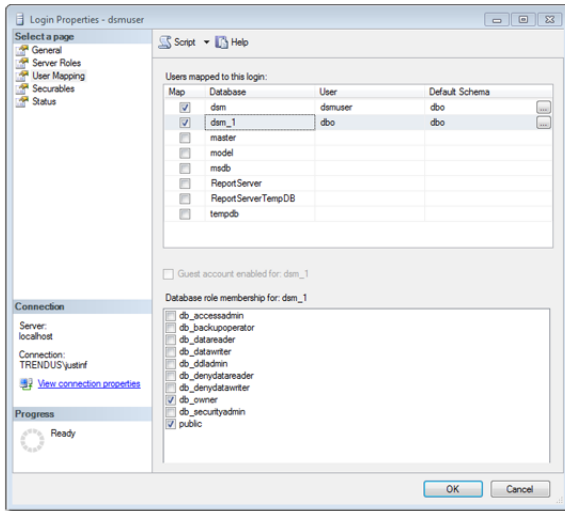 Login Properties - dsmuser
Select a page
General
Server Roles
User Mapping
Securables
Status
Script Help
Users mapped to this login:
Map Database User Default Schema
dsm dsmuser dbo ...
dsm_1 dbo dbo ...
master
model
msdb
ReportServer
ReportServerTempDB
tempdb
Guest account enabled for: dsm_1
Database role membership for: dsm_1
db_accessadmin
db_backupoperator
db_datareader
db_datawriter
db_ddladmin
db_denydatareader
db_denydatawriter
db_owner
db_securityadmin
public
Connection
Server:
localhost
Connection:
TRENDUS\justinf
View connection properties
Progress
Ready
OK Cancel